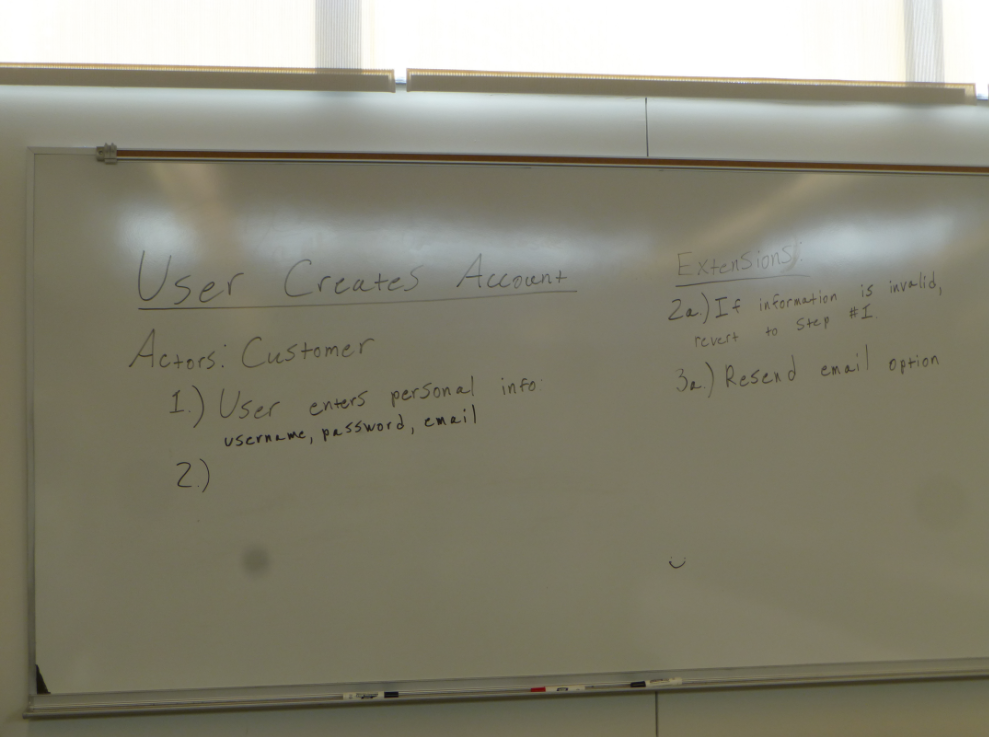 User Creates Account
Actors: Customer
1.) User enters personal info:
username, password, email
2.)
Extensions:
2a.) If information is invalid,
revert to step #1.
3a.) Resend email option